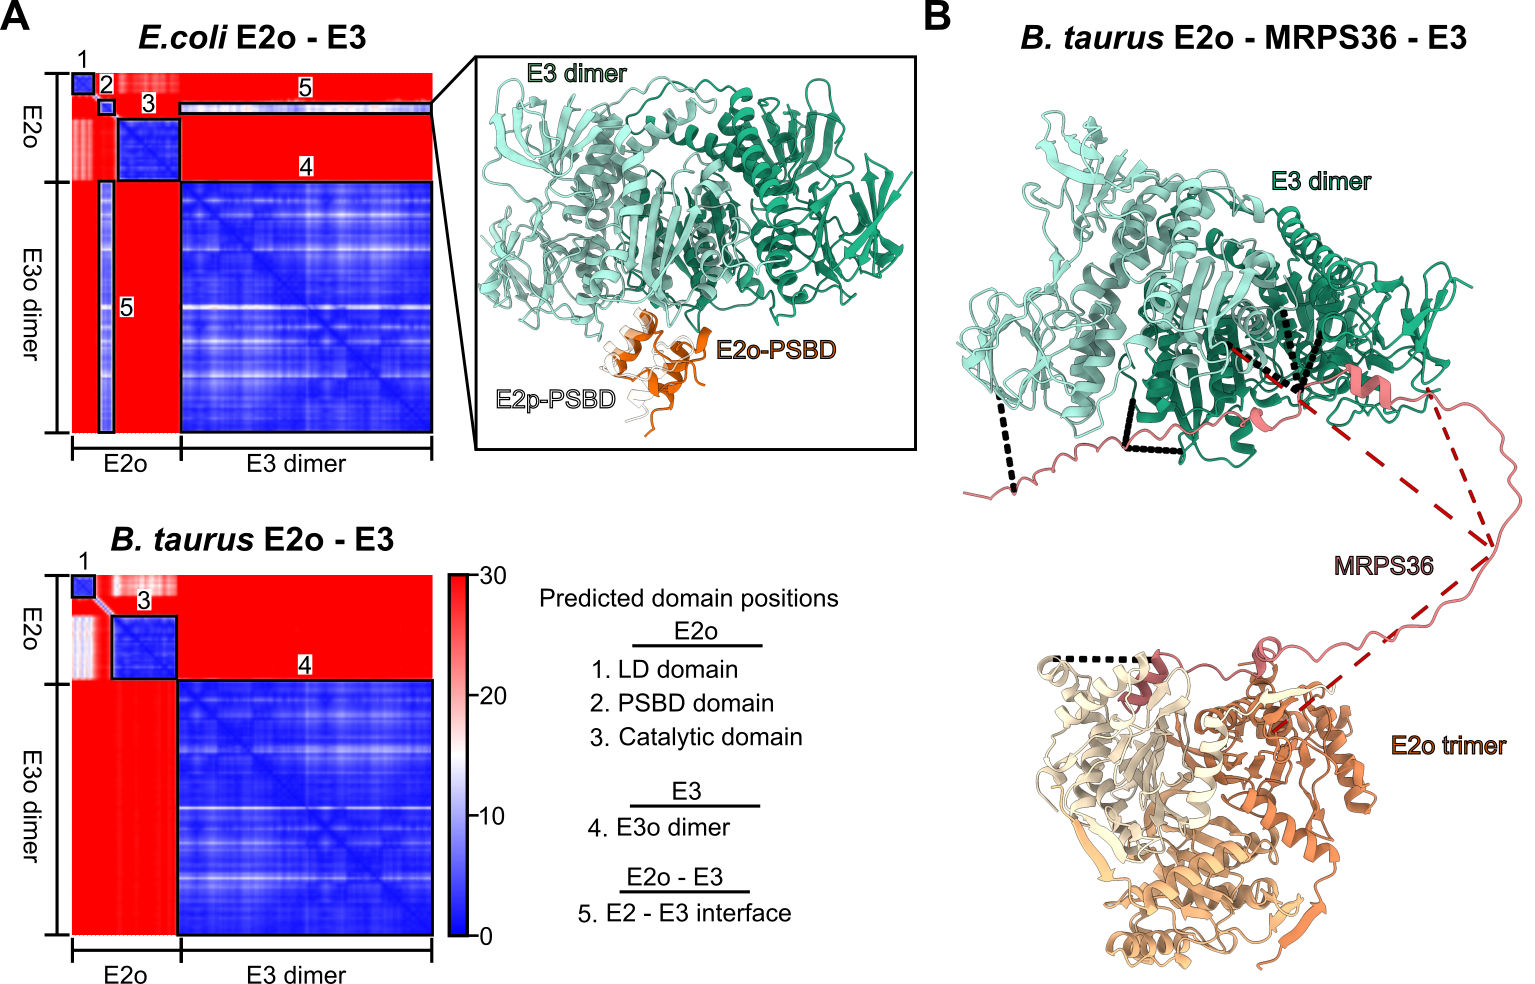 A
E.coli E2o - E3
1
2
3
5
4
5
E2o
E3o dimer
E2o
E3 dimer
E3 dimer
E2o-PSBD
E2p-PSBD
B. taurus E2o - E3
1
3
4
E2o
E3o dimer
E2o
E3 dimer
30
20
10
0
Predicted domain positions
E2o
1. LD domain
2. PSBD domain
3. Catalytic domain
E3
4. E3o dimer
E2o - E3
5. E2 - E3 interface
B
B. taurus E2o - MRPS36 - E3
E3 dimer
MRPS36
E2o trimer